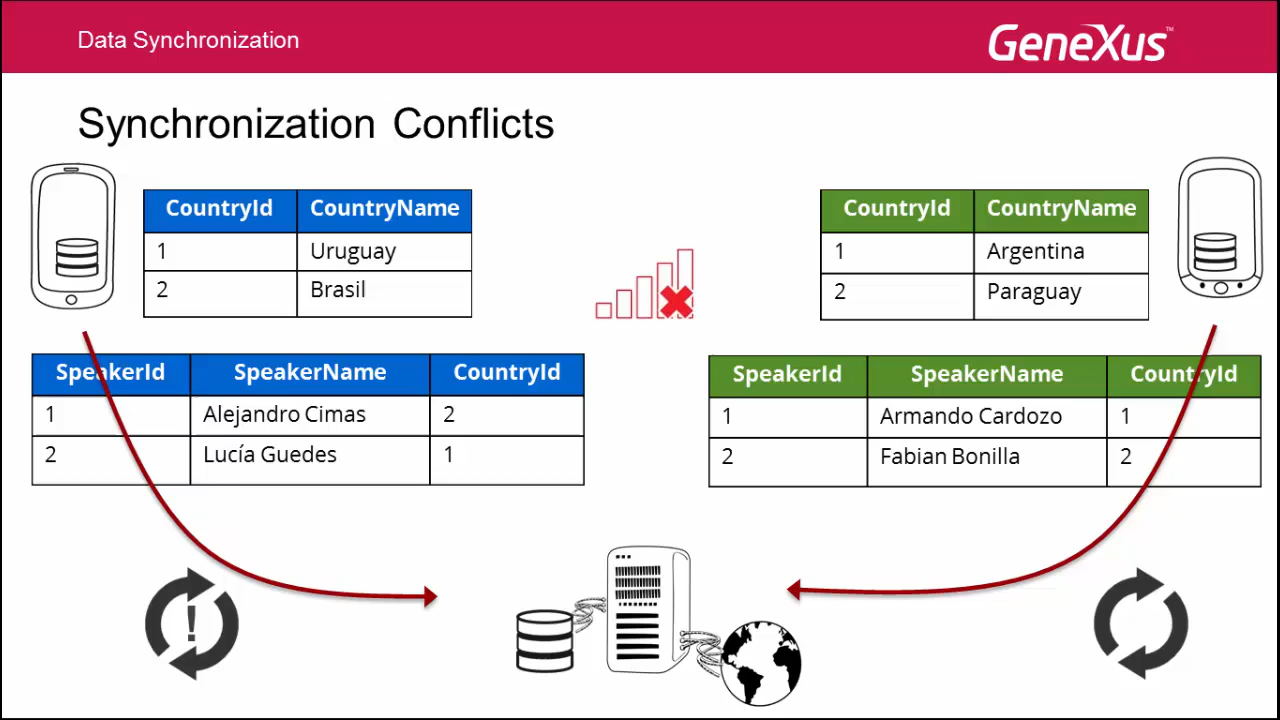 Data Synchronization
GeneXus™
Synchronization Conflicts
CountryId CountryName
1 Uruguay
2 Brasil
CountryId CountryName
1 Argentina
2 Paraguay
SpeakerId SpeakerName CountryId
1 Alejandro Cimas 2
2 Lucía Guedes 1
SpeakerId SpeakerName CountryId
1 Armando Cardozo 1
2 Fabian Bonilla 2
!